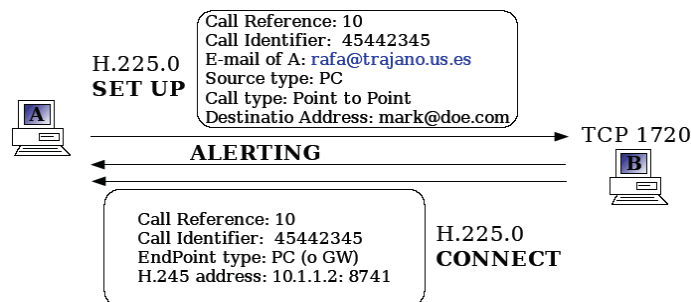 Call Reference: 10
Call Identifier: 45442345
E-mail of A: rafa@trajano.us.es
Source type: PC
Call type: Point to Point
Destinatio Address: mark@doe.com
H.225.0
SET UP
A
TCP 1720
ALERTING
B
Call Reference: 10
Call Identifier: 45442345
EndPoint type: PC (o GW)
H.245 address: 10.1.1.2: 8741
H.225.0
CONNECT